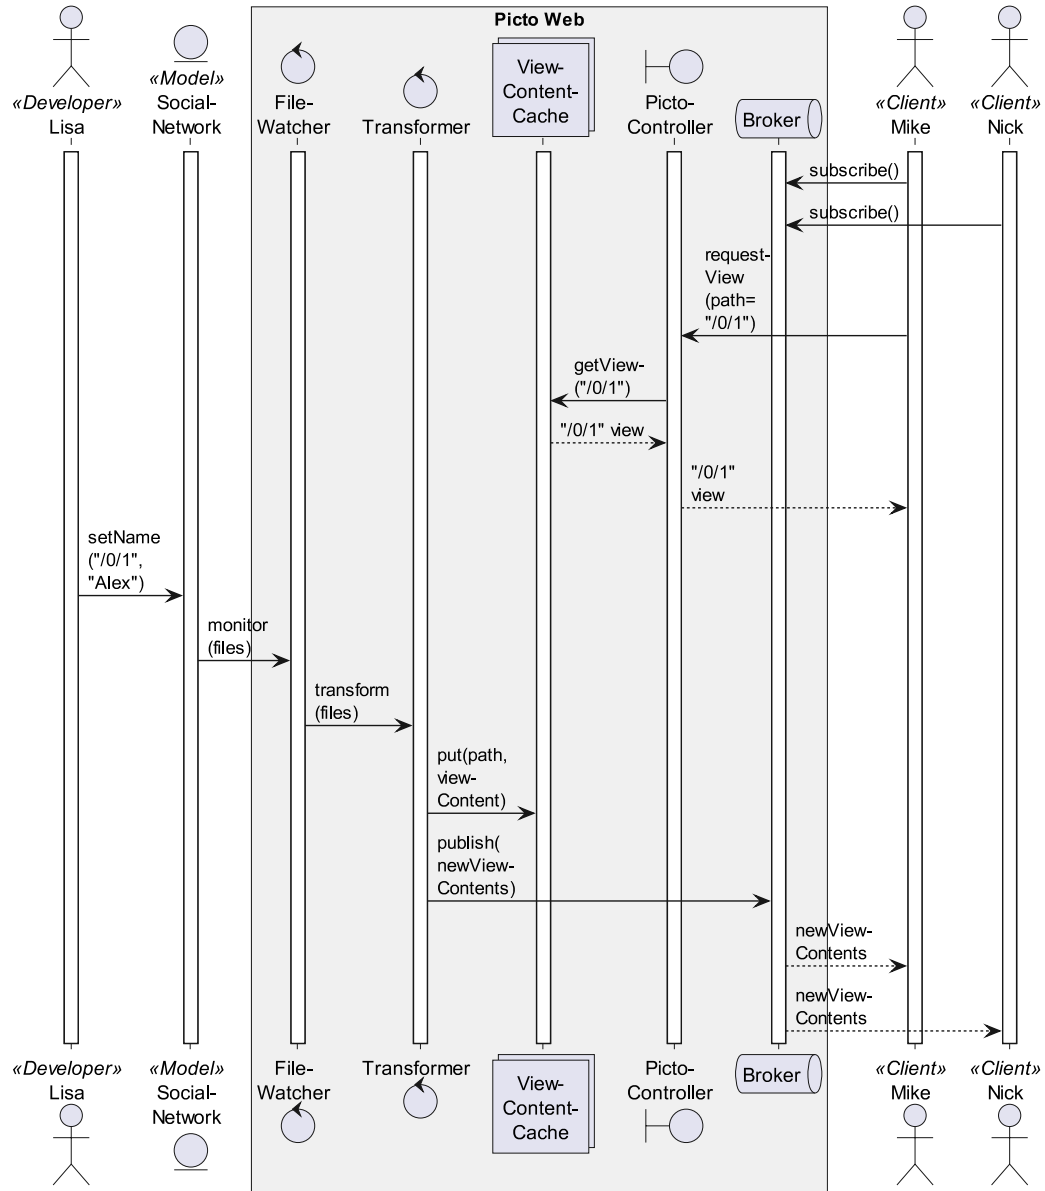 Picto Web
«Developer»
Lisa
«Model»
Social-
Network
File-
Watcher
Transformer
View-
Content-
Cache
Picto-
Controller
Broker
«Client»
Mike
«Client»
Nick
subscribe()
subscribe()
request-
View
(path=
"/0/1")
getView-
("/0/1")
"/0/1" view
"/0/1"
view
setName
("/0/1",
"Alex")
monitor
(files)
transform
(files)
put(path,
view-
Content)
publish(
newView-
Contents)
newView-
Contents
newView-
Contents
«Developer»
Lisa
«Model»
Social-
Network
File-
Watcher
Transformer
View-
Content-
Cache
Picto-
Controller
Broker
«Client»
Mike
«Client»
Nick